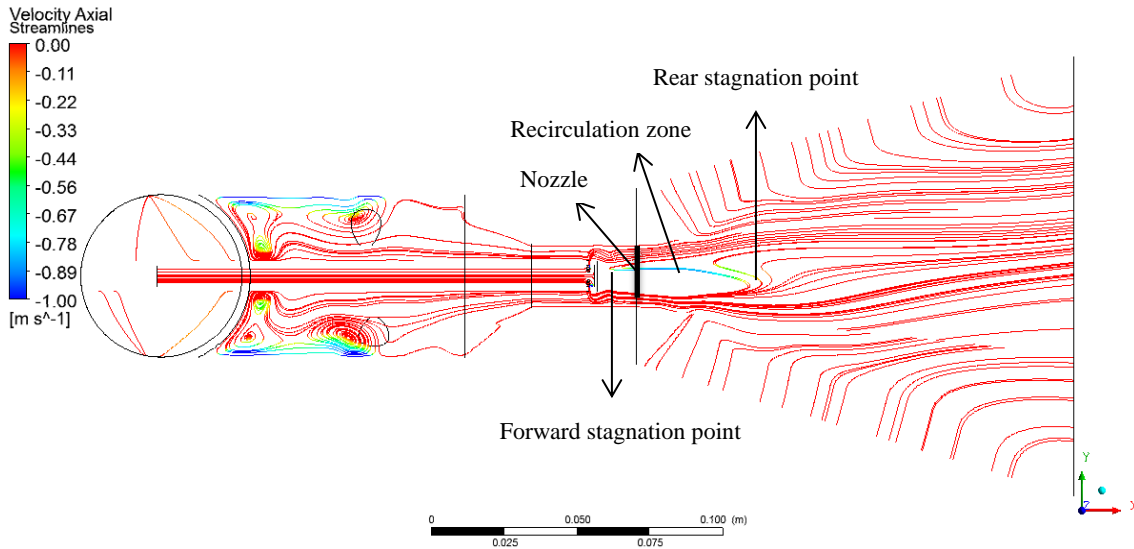 Velocity Axial
Streamlines
0.00
-0.11
-0.22
-0.33
-0.44
-0.56
-0.67
-0.78
-0.89
-1.00
[m s^-1]
Rear stagnation point
Recirculation zone
Nozzle
Forward stagnation point
0 0.050 0.100 (m)
0.025 0.075
Y
Z X